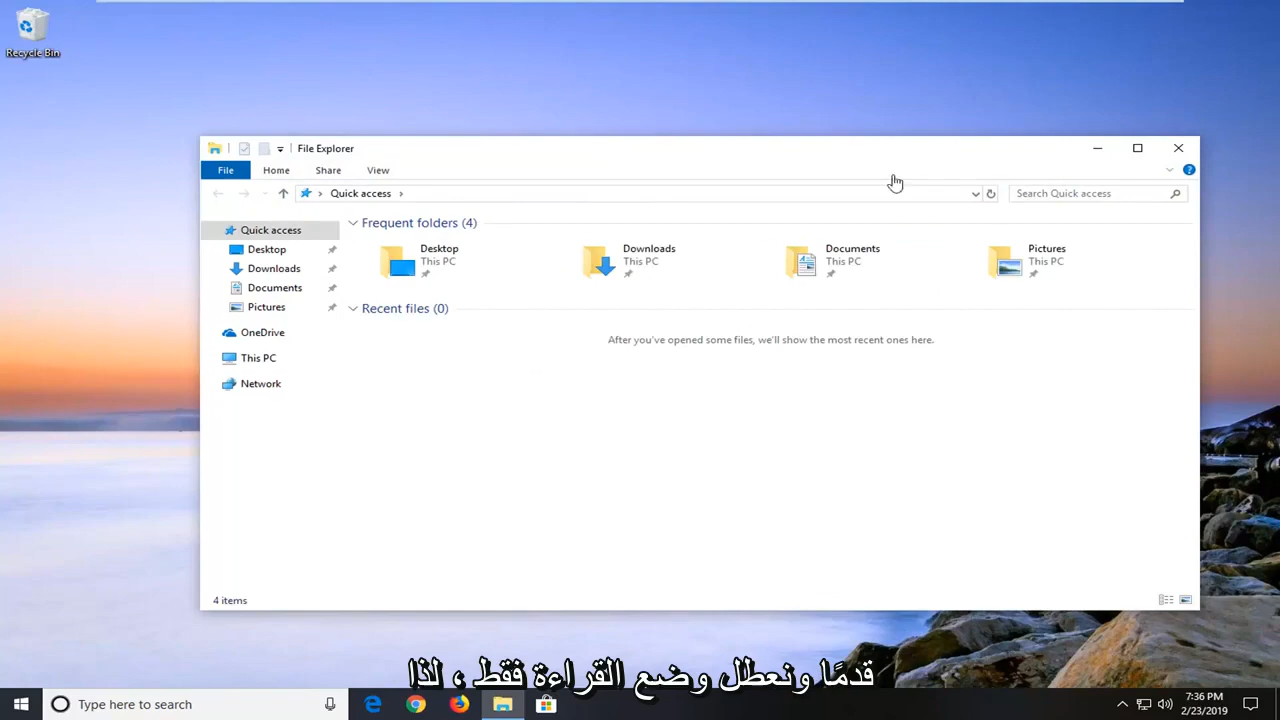 Recycle Bin
File Explorer
File Home Share View
Quick access
Search Quick access
Quick access
Desktop
Downloads
Documents
Pictures
OneDrive
This PC
Network
Frequent folders (4)
Desktop
This PC
Downloads
This PC
Documents
This PC
Pictures
This PC
Recent files (0)
After you've opened some files, we'll show the most recent ones here.
4 items
قدمًا ونعطل وضع القراءة فقط ، لذا
Type here to search
7:36 PM
2/23/2019